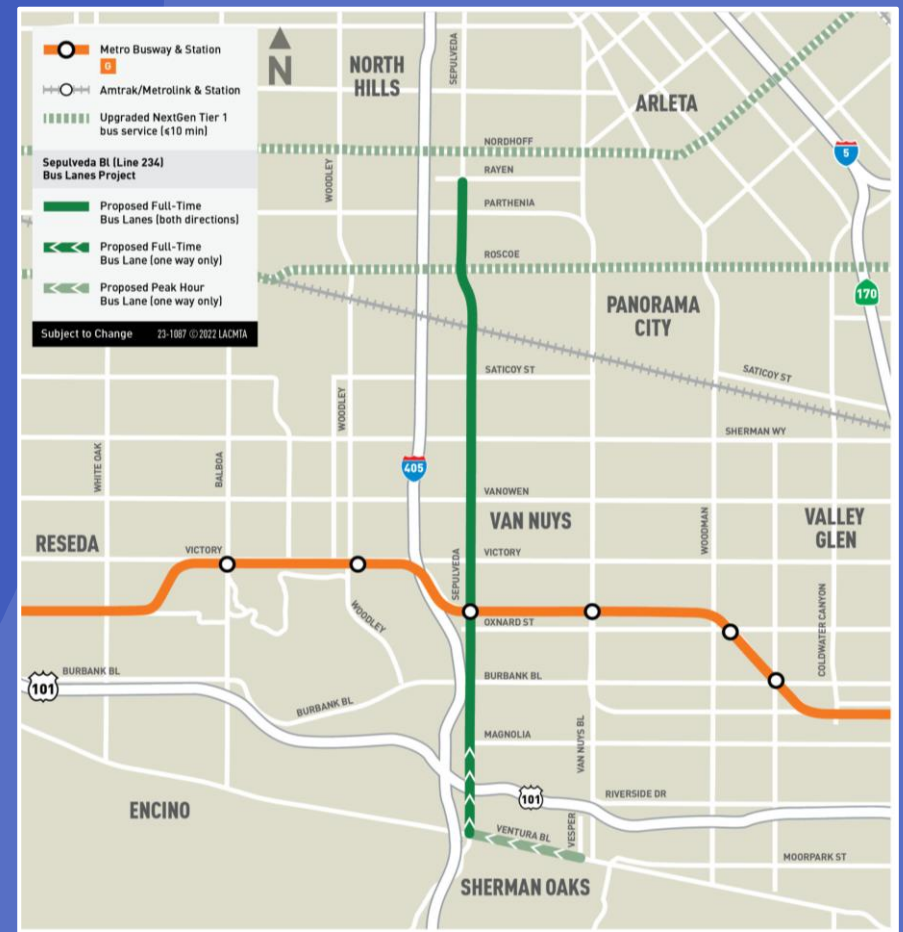 Metro Busway & Station
G
Amtrak/Metrolink & Station
Upgraded NextGen Tier 1
bus service (≤10 min)
Sepulveda Bl (Line 234)
Bus Lanes Project
Proposed Full-Time
Bus Lanes (both directions)
Proposed Full-Time
Bus Lane (one way only)
Proposed Peak Hour
Bus Lane (one way only)
Subject to Change
23-1087 ©2022 LACMTA
N
NORTH
HILLS
SEPULVEDA
ARLETA
5
NORDHOFF
RAYEN
WOODLEY
PARTHENIA
ROSCOE
170
PANORAMA
CITY
SATICOY ST
SATICOY ST
WOODLEY
SHERMAN WY
WHITE OAK
BALBOA
405
VANOWEN
VAN NUYS
WOODMAN
VALLEY
GLEN
RESEDA
VICTORY
VICTORY
SEPULVEDA
OXNARD ST
WOODLEY
COLDWATER CANYON
101
BURBANK BL
BURBANK BL
BURBANK BL
MAGNOLIA
VAN NUYS BL
101
RIVERSIDE DR
ENCINO
VENTURA BL
VESPER
MOORPARK ST
SHERMAN OAKS